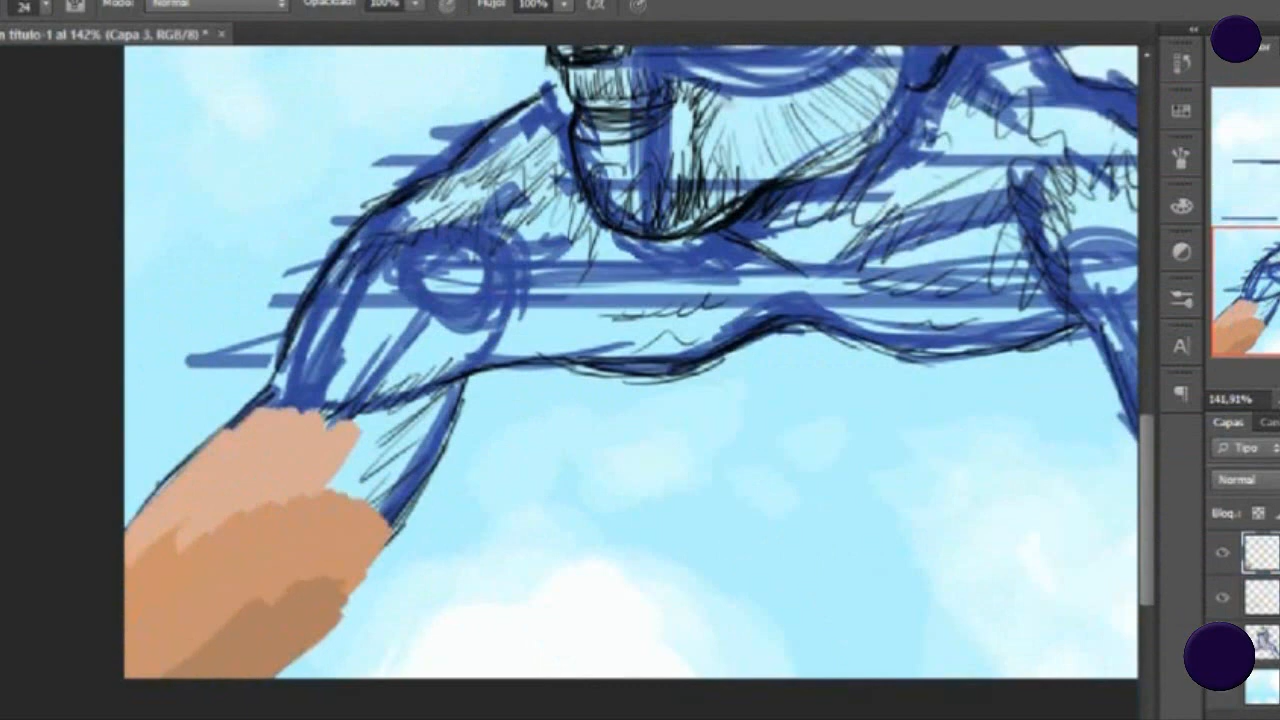 24 Modo: Normal Opacidad: 100% Flujo: 100%
n título-1 al 142% (Capa 3, RGB/8) * ×
A
141,91%
Capas
Tipo
Normal
Bloq.: